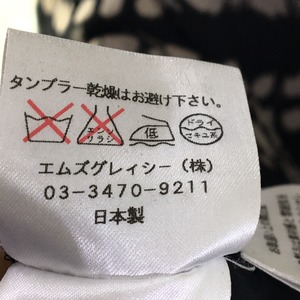 タンブラー乾燥はお避け下さい。
エンソ 低 ドライ
サラシ セキユ系
エムズグレイシー(株)
03-3470-9211
日本製